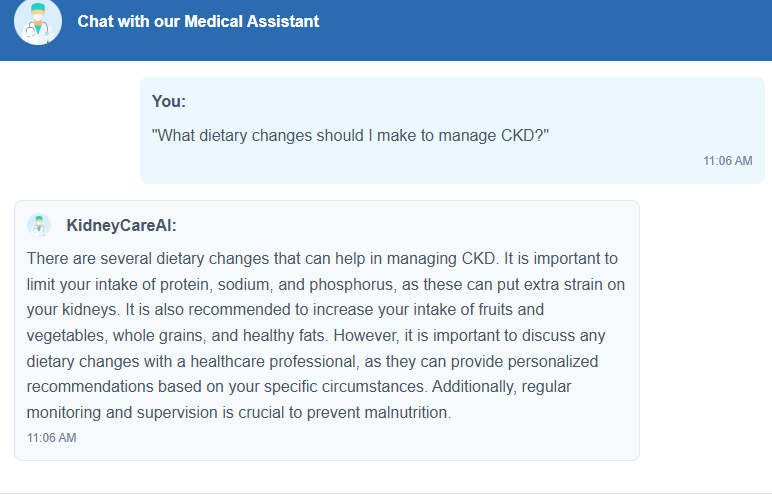 Chat with our Medical Assistant
You:
"What dietary changes should I make to manage CKD?"
11:06 AM
KidneyCareAI:
There are several dietary changes that can help in managing CKD. It is important to
limit your intake of protein, sodium, and phosphorus, as these can put extra strain on
your kidneys. It is also recommended to increase your intake of fruits and
vegetables, whole grains, and healthy fats. However, it is important to discuss any
dietary changes with a healthcare professional, as they can provide personalized
recommendations based on your specific circumstances. Additionally, regular
monitoring and supervision is crucial to prevent malnutrition.
11:06 AM